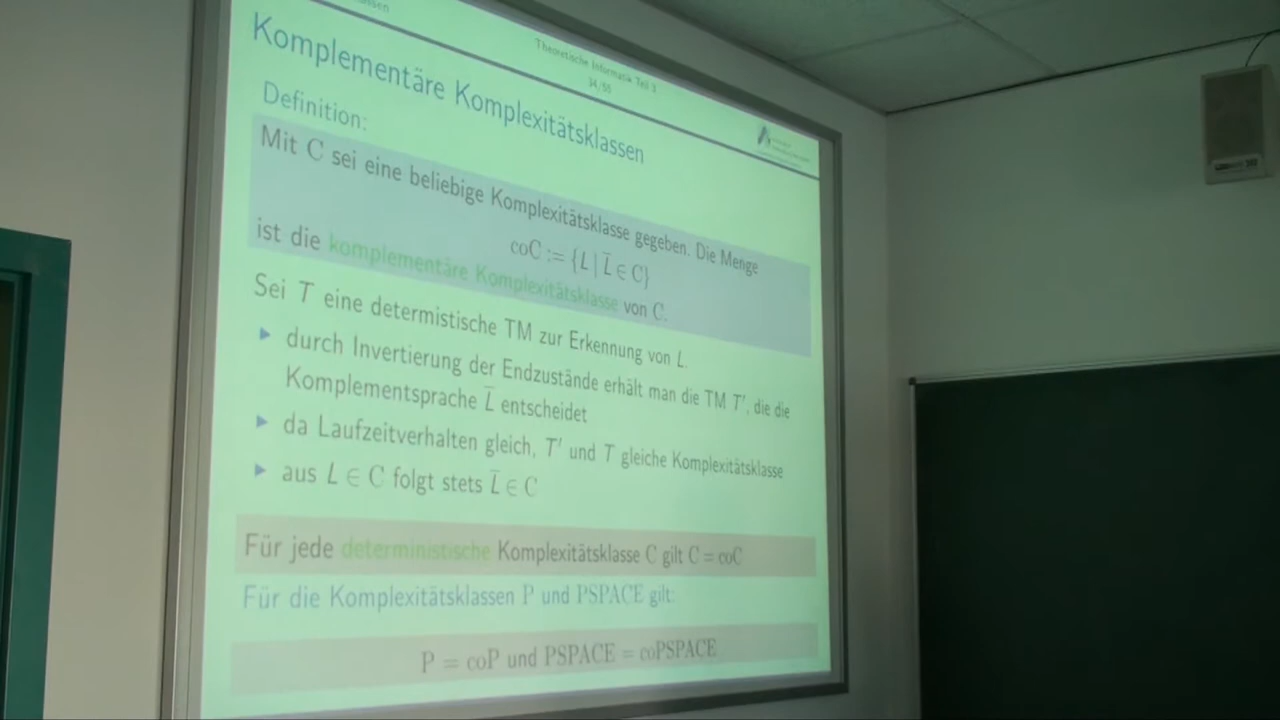 Theoretische Informatik Teil 3
Komplementäre Komplexitätsklassen
Definition:
Mit C sei eine beliebige Komplexitätsklasse gegeben. Die Menge
coC := {L | L̅ ∈ C}
ist die komplementäre Komplexitätsklasse von C.
Sei T eine determistische TM zur Erkennung von L.
▶ durch Invertierung der Endzustände erhält man die TM T′, die die
Komplementsprache L̅ entscheidet
▶ da Laufzeitverhalten gleich, T′ und T gleiche Komplexitätsklasse
▶ aus L ∈ C folgt stets L̅ ∈ C
Für jede deterministische Komplexitätsklasse C gilt C = coC
Für die Komplexitätsklassen P und PSPACE gilt:
P = coP und PSPACE = coPSPACE